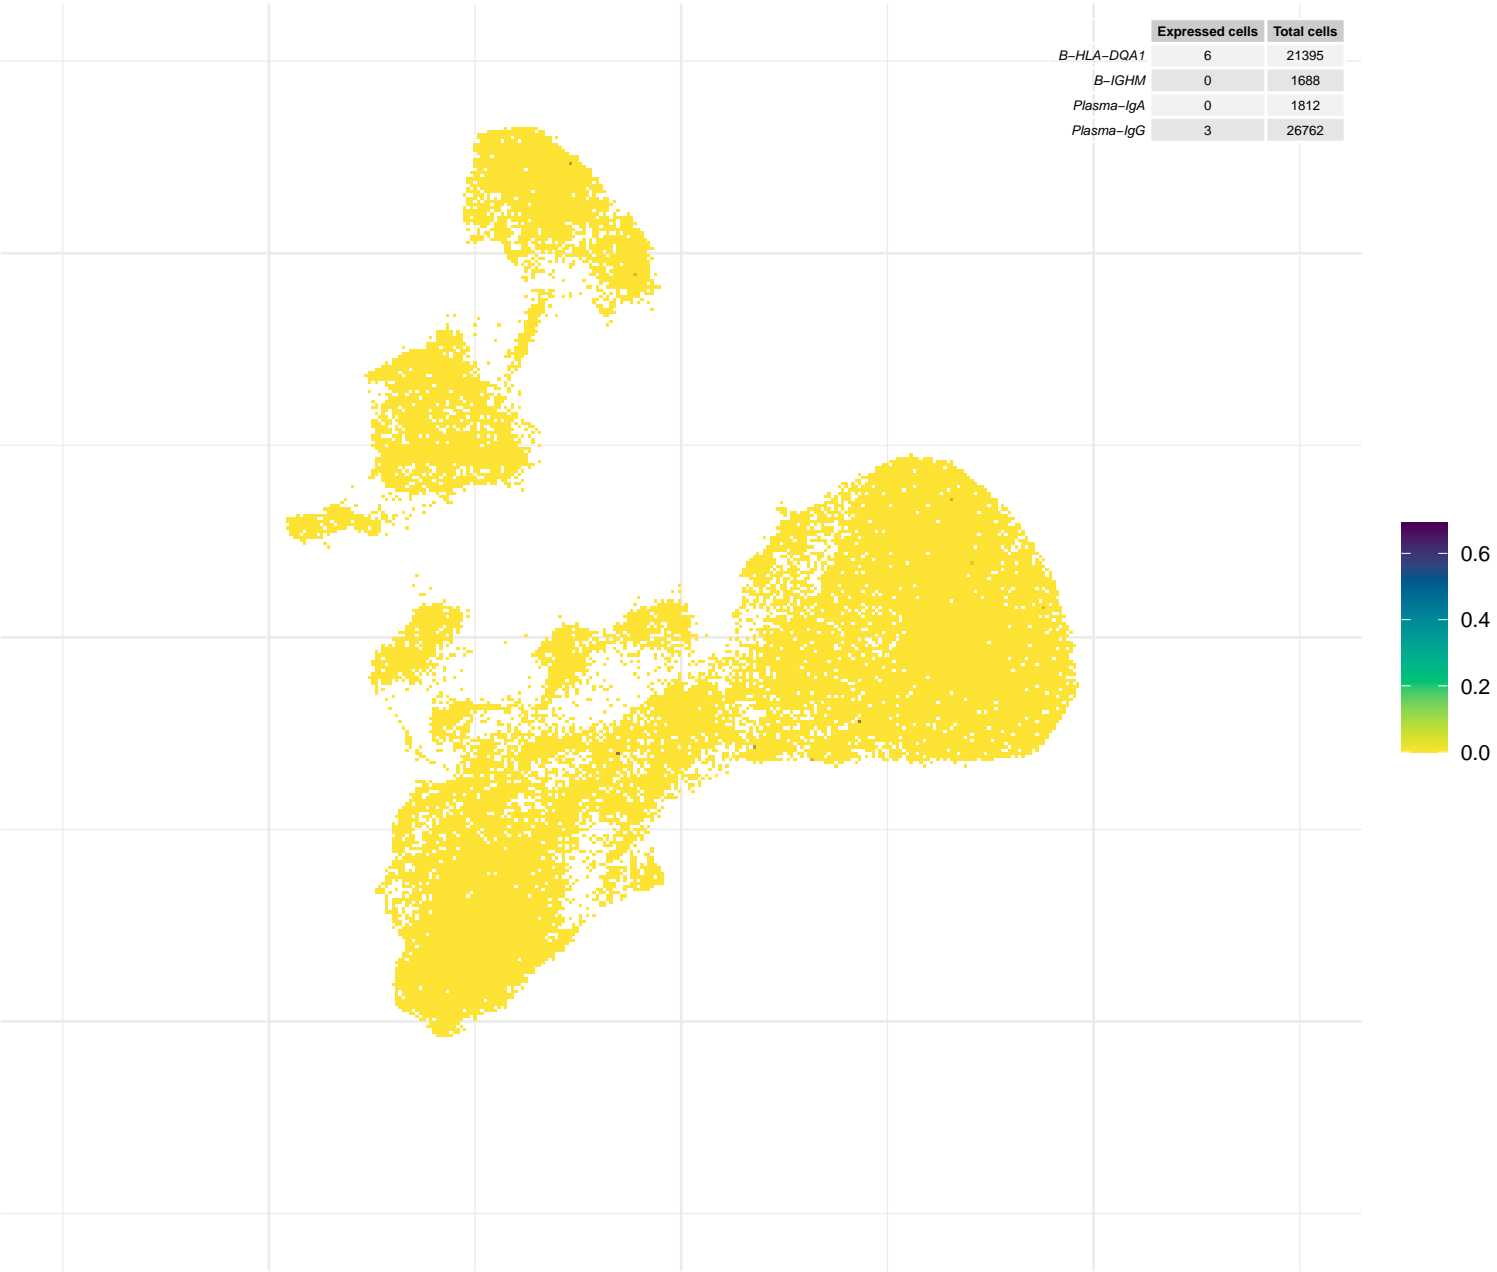 Expressed cells Total cells
B−HLA−DQA1 6 21395
B−IGHM 0 1688
Plasma−IgA 0 1812
Plasma−IgG 3 26762
0.6
0.4
0.2
0.0